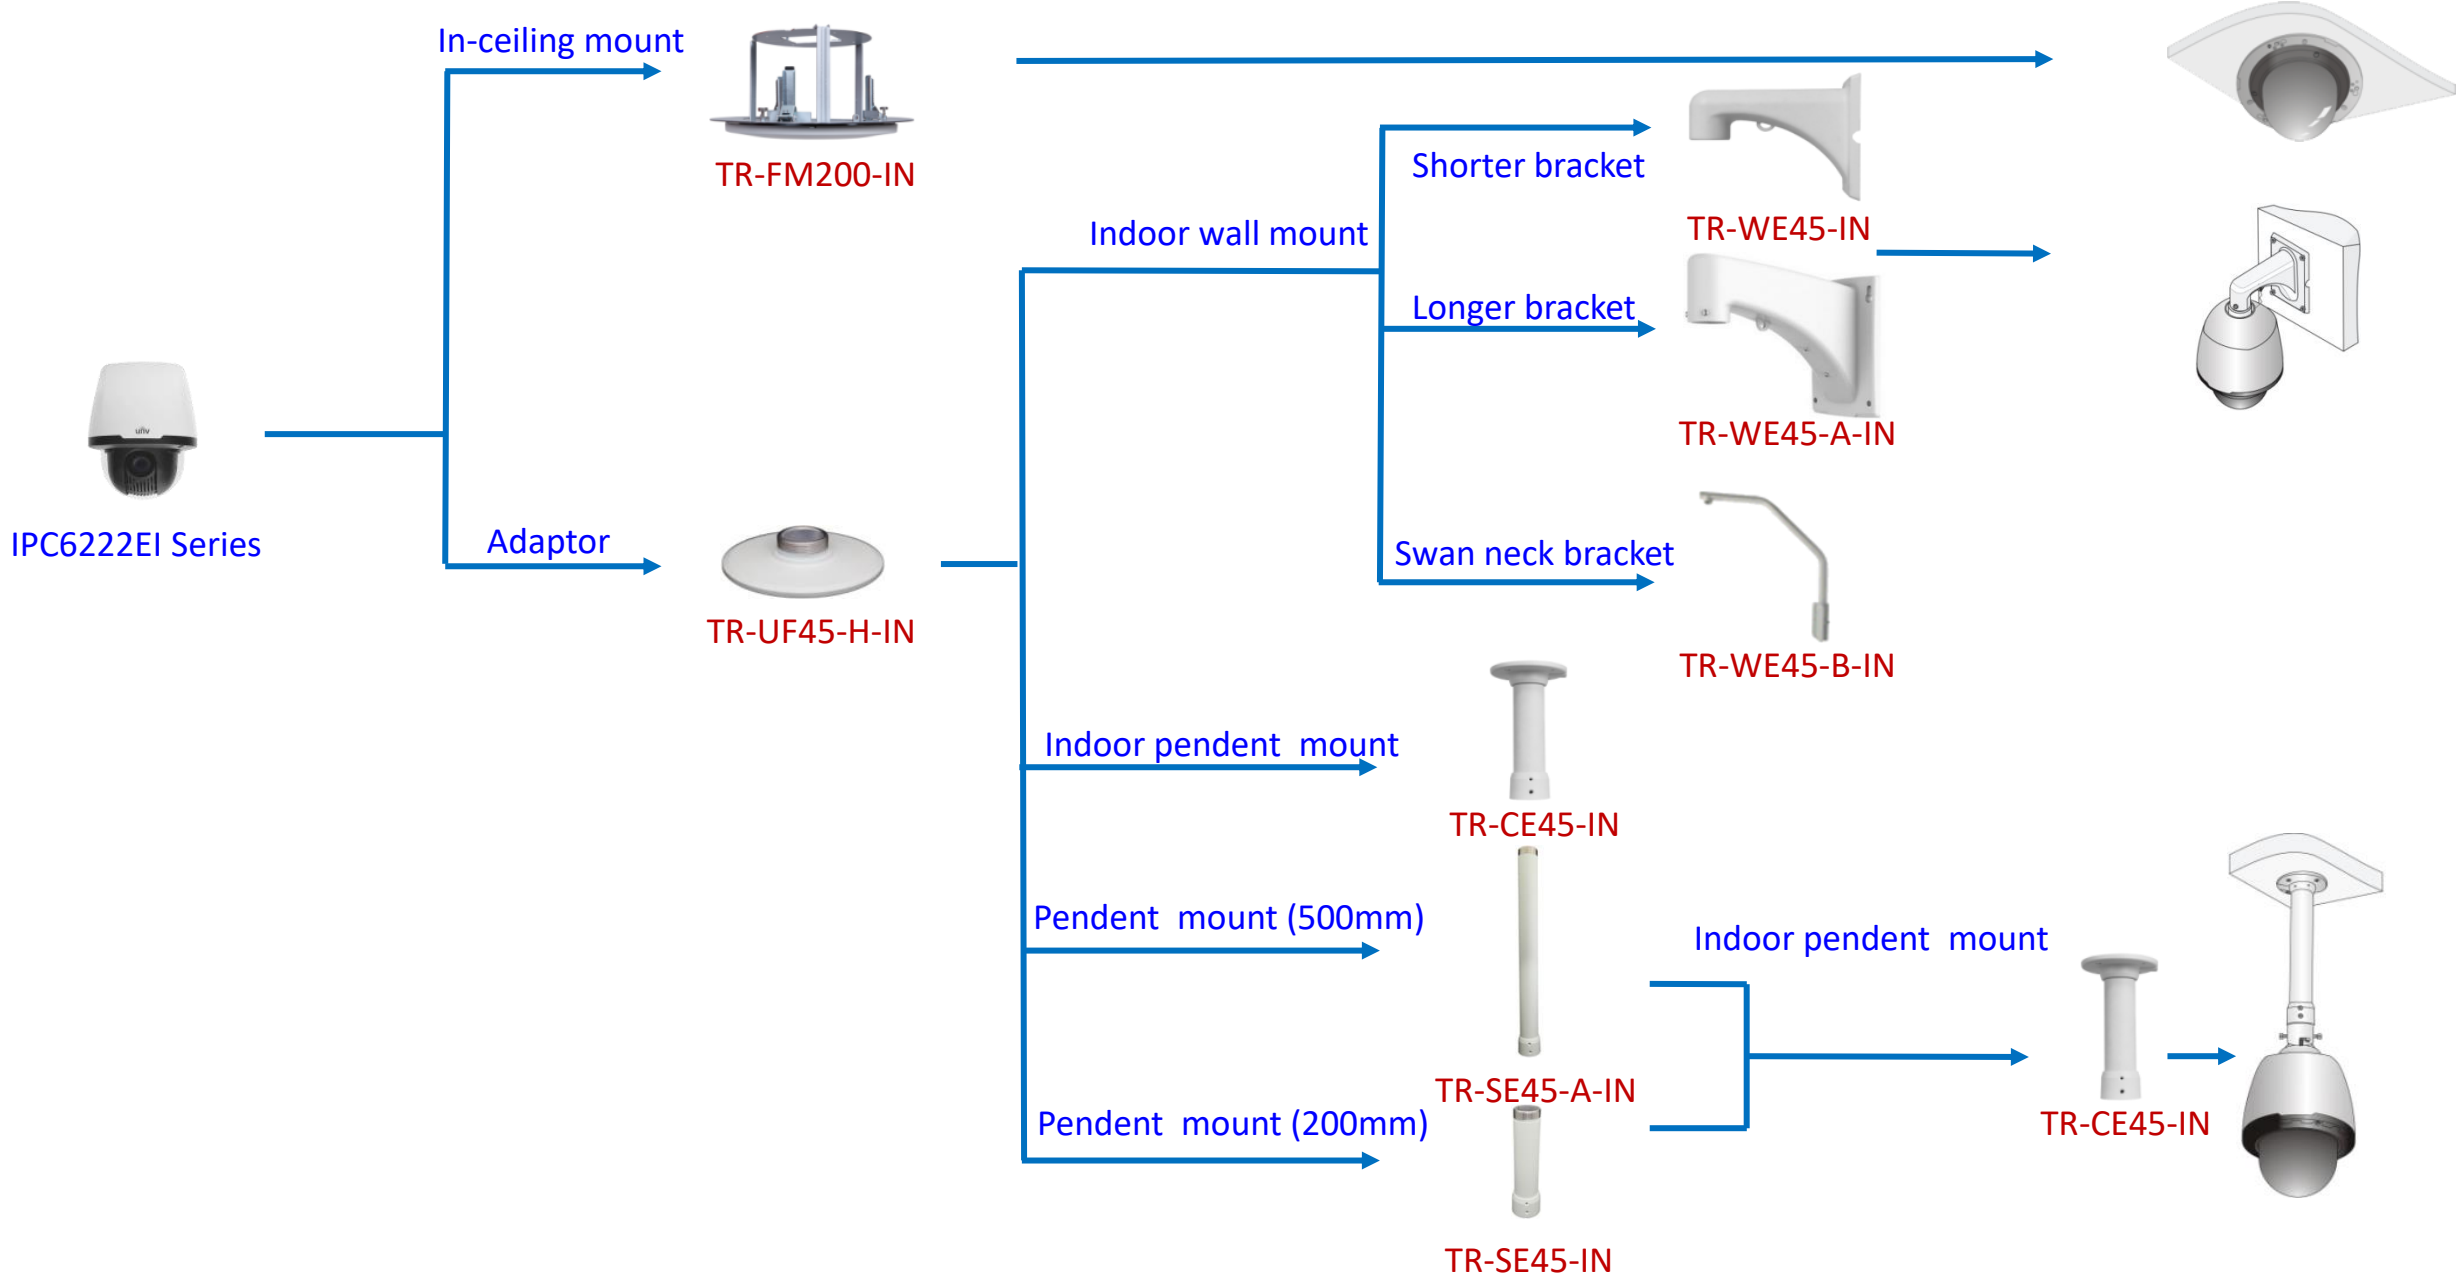 In-ceiling mount
TR-FM200-IN
Shorter bracket
Indoor wall mount
TR-WE45-IN
Longer bracket
TR-WE45-A-IN
unv
IPC6222EI Series
Adaptor
Swan neck bracket
TR-UF45-H-IN
TR-WE45-B-IN
Indoor pendent  mount
TR-CE45-IN
Pendent  mount (500mm)
Indoor pendent  mount
TR-SE45-A-IN
Pendent  mount (200mm)
TR-CE45-IN
TR-SE45-IN